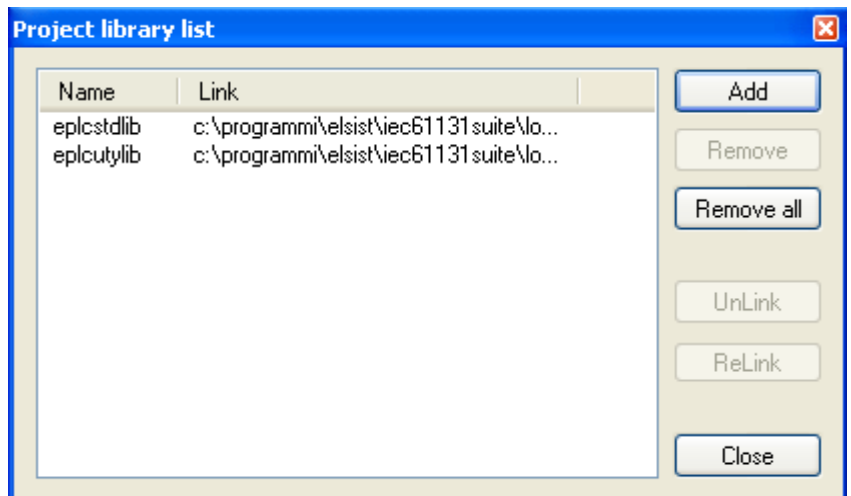 Project library list
Name Link
eplcstdlib c:\programmi\elsist\iec61131suite\lo...
eplcutylib c:\programmi\elsist\iec61131suite\lo...
Add
Remove
Remove all
UnLink
ReLink
Close